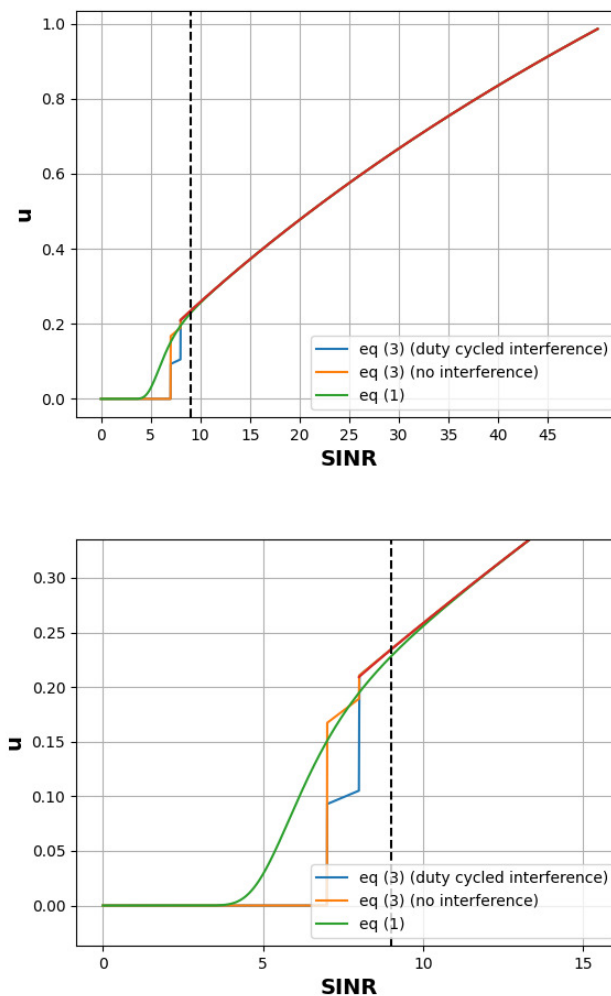 1.0
0.8
0.6
0.4
0.2
0.0
u
eq (3) (duty cycled interference)
eq (3) (no interference)
eq (1)
0 5 10 15 20 25 30 35 40 45
SINR
0.30
0.25
0.20
0.15
0.10
0.05
0.00
u
eq (3) (duty cycled interference)
eq (3) (no interference)
eq (1)
0 5 10 15
SINR